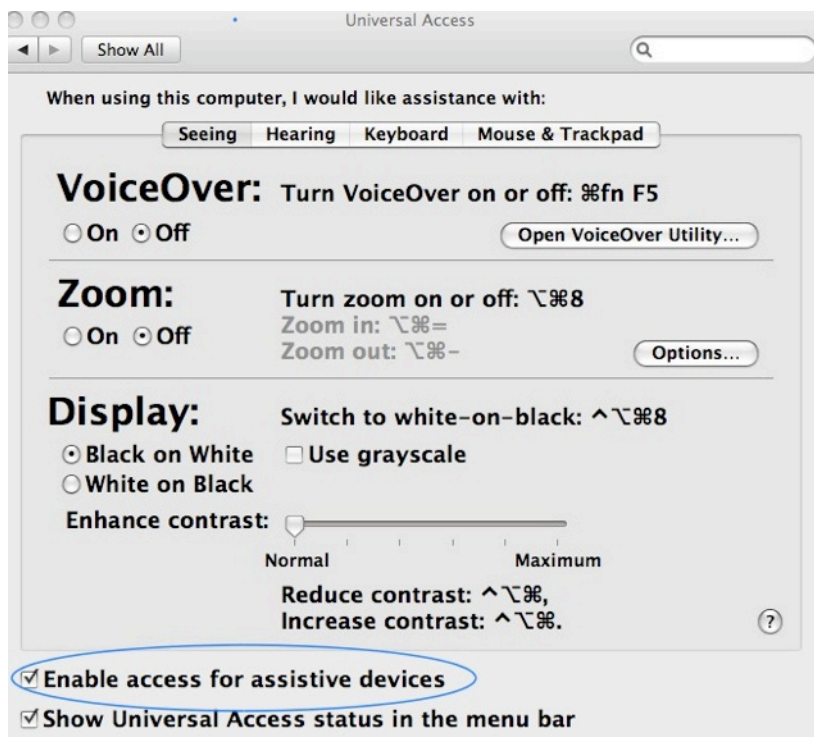 Universal Access
Show All
When using this computer, I would like assistance with:
Seeing Hearing Keyboard Mouse & Trackpad
VoiceOver: Turn VoiceOver on or off: ⌘fn F5
On Off
Open VoiceOver Utility...
Zoom: Turn zoom on or off: ⌥⌘8
On Off
Zoom in: ⌥⌘=
Zoom out: ⌥⌘-
Options...
Display: Switch to white-on-black: ^⌥⌘8
Black on White Use grayscale
White on Black
Enhance contrast:
Normal Maximum
Reduce contrast: ^⌥⌘,
Increase contrast: ^⌥⌘.
?
Enable access for assistive devices
Show Universal Access status in the menu bar